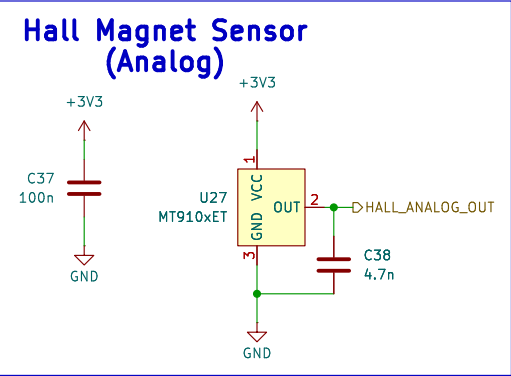 Hall Magnet Sensor
(Analog)
+3V3
+3V3
C37
100n
GND
U27
MT910xET
1
VCC
GND
OUT
2
3
HALL_ANALOG_OUT
C38
4.7n
GND